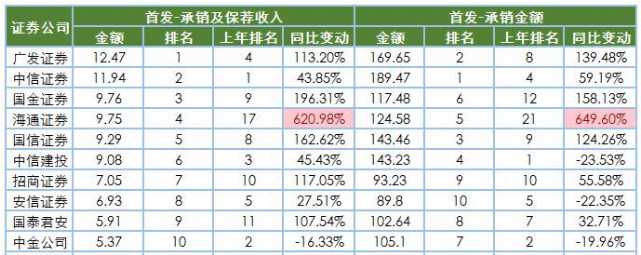 证券公司 首发-承销及保荐收入 首发-承销金额
金额 排名 上年排名 同比变动 金额 排名 上年排名 同比变动
广发证券 12.47 1 4 113.20% 169.65 2 8 139.48%
中信证券 11.94 2 1 43.85% 189.47 1 4 59.19%
国金证券 9.76 3 9 196.31% 117.48 6 12 158.13%
海通证券 9.75 4 17 620.98% 124.58 5 21 649.60%
国信证券 9.29 5 8 162.62% 143.46 3 9 124.26%
中信建投 9.08 6 3 45.43% 143.23 4 1 -23.53%
招商证券 7.05 7 10 117.05% 93.23 9 10 55.58%
安信证券 6.93 8 5 27.51% 89.8 10 5 -22.35%
国泰君安 5.91 9 11 107.54% 102.64 8 7 32.71%
中金公司 5.37 10 2 -16.33% 105.1 7 2 -19.96%